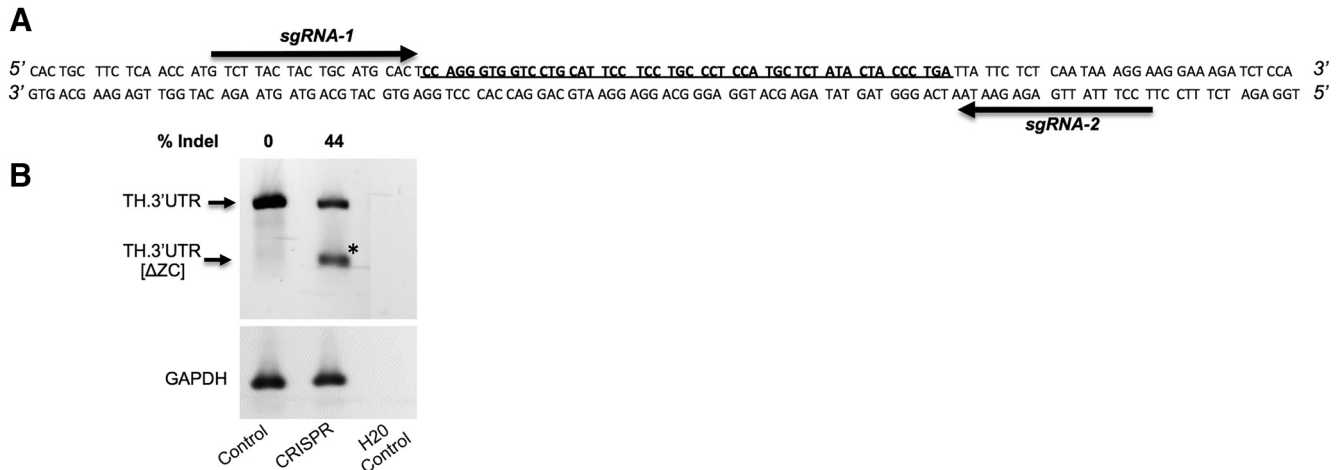 A
sgRNA-1
5' CAC TGC TTC TCA ACC ATG TCT TAC TAC TGC ATG CAC TCC AGG GTG GTC CTG CAT TCC TCC TGC CCT CCA TGC TCT ATA CTA CCC TGA TTA TTC TCT CAA TAA AGG AAG GAA AGA TCT CCA 3'
3' GTG ACG AAG AGT TGG TAC AGA ATG ATG ACG TAC GTG AGG TCC CAC CAG GAC GTA AGG AGG ACG GGA GGT ACG AGA TAT GAT GGG ACT AAT AAG AGA GTT ATT TCC TTC CTT TCT AGA GGT 5'
sgRNA-2
% Indel 0 44
B
TH.3'UTR
*
TH.3'UTR
[ΔZC]
GAPDH
Control CRISPR H20 Control